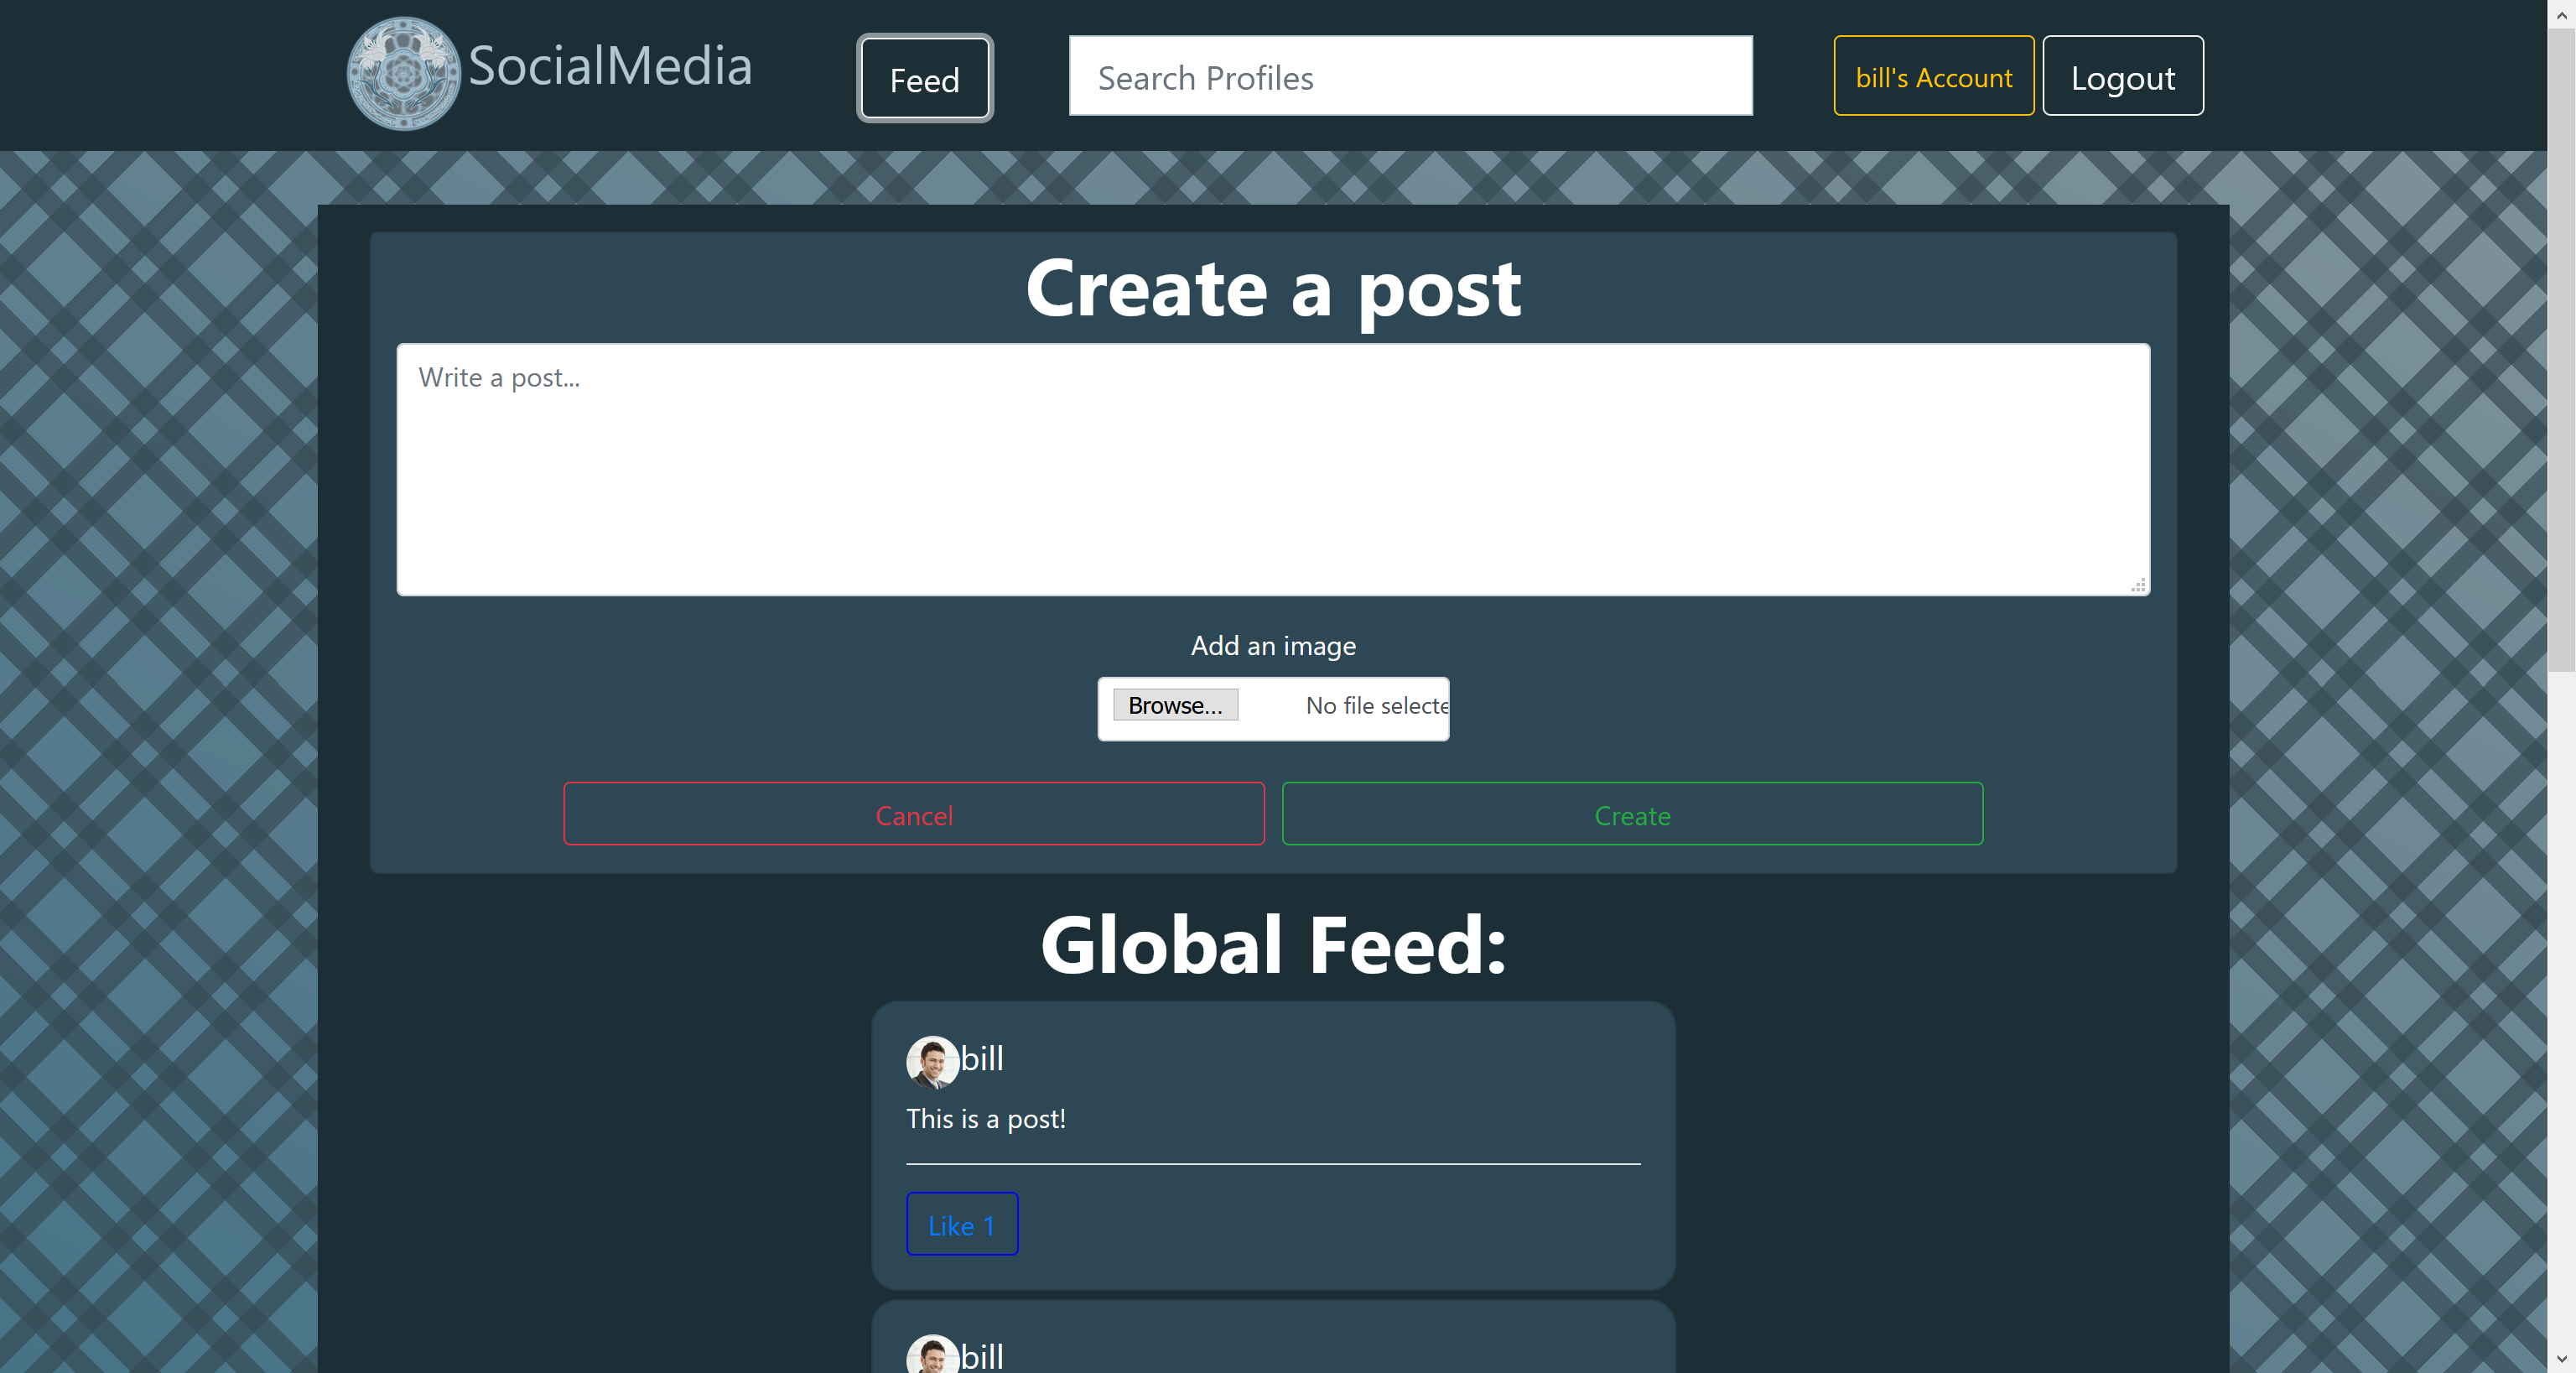 SocialMedia
Feed
Search Profiles
bill's Account
Logout
Create a post
Write a post...
Add an image
Browse...
No file selecte
Cancel
Create
Global Feed:
bill
This is a post!
Like 1
bill